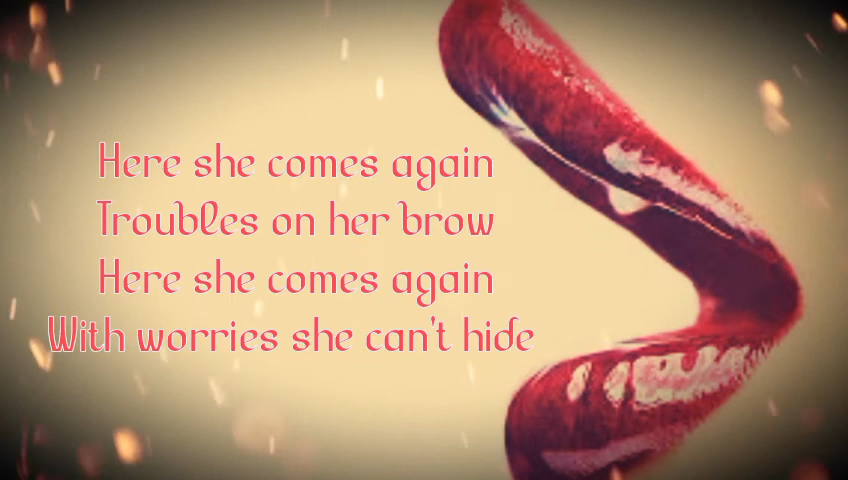 Here she comes again
Troubles on her brow
Here she comes again
With worries she can't hide